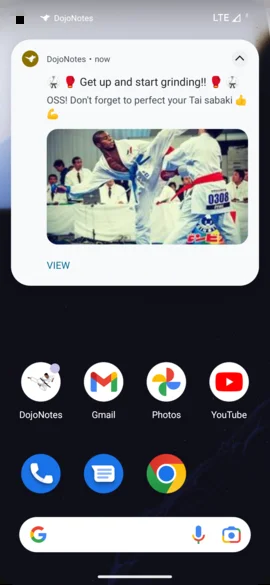 DojoNotes LTE
DojoNotes • now
🥋 🥊 Get up and start grinding!! 🥊 🥋
OSS! Don't forget to perfect your Tai sabaki 👍
💪
0308
VIEW
DojoNotes Gmail Photos YouTube